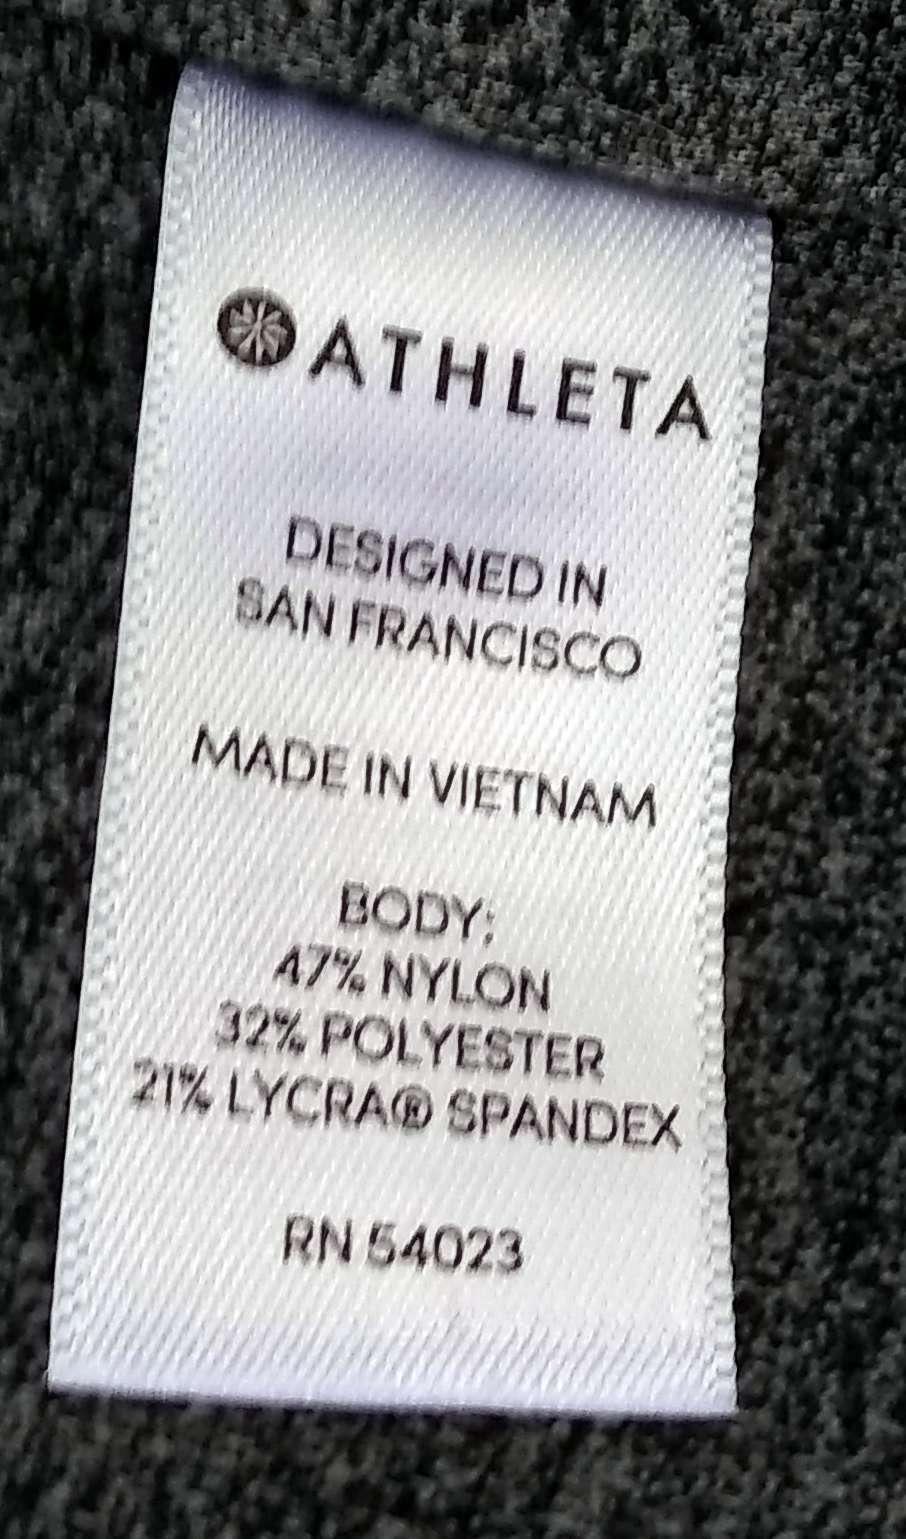 ATHLETA
DESIGNED IN
SAN FRANCISCO
MADE IN VIETNAM
BODY:
47% NYLON
32% POLYESTER
21% LYCRA® SPANDEX
RN 54023